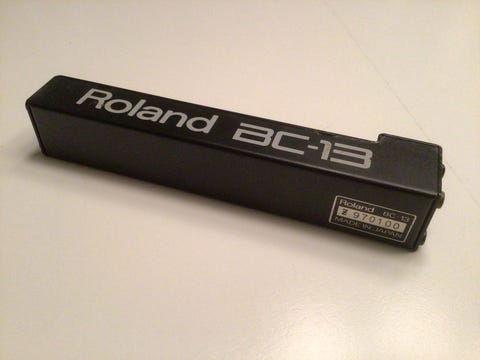 Roland BC-13
Roland BC 13
Z 970100
MADE IN JAPAN